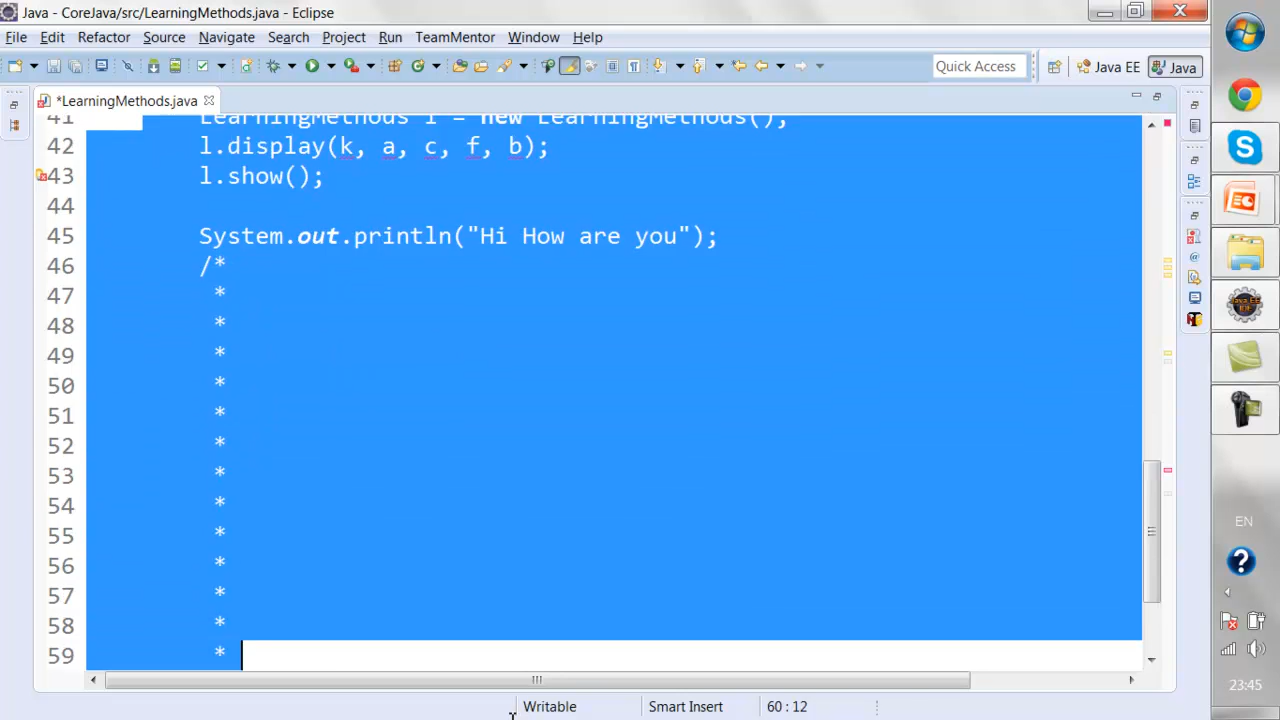 Java - CoreJava/src/LearningMethods.java - Eclipse
File Edit Refactor Source Navigate Search Project Run TeamMentor Window Help
Quick Access Java EE Java
*LearningMethods.java
41 LearningMethods l = new LearningMethods();
42 l.display(k, a, c, f, b);
43 l.show();
44
45 System.out.println("Hi How are you");
46 /*
47 *
48 *
49 *
50 *
51 *
52 *
53 *
54 *
55 *
56 *
57 *
58 *
59 *
Writable Smart Insert 60 : 12
EN
23:45